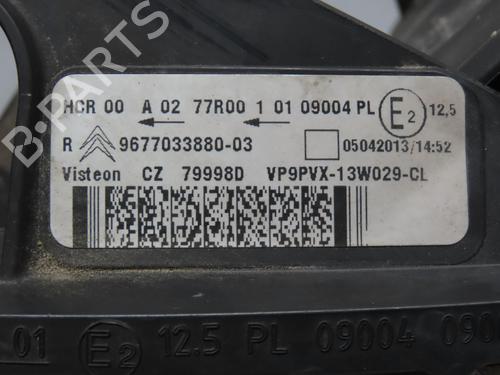 B-PARTS
HCR 00 A 02 77R00 1 01 09004 PL E2 12,5
R 9677033880-03 05042013/14:52
Visteon CZ 79998D VP9PVX-13W029-CL
01 E2 12.5 PL 09004 090